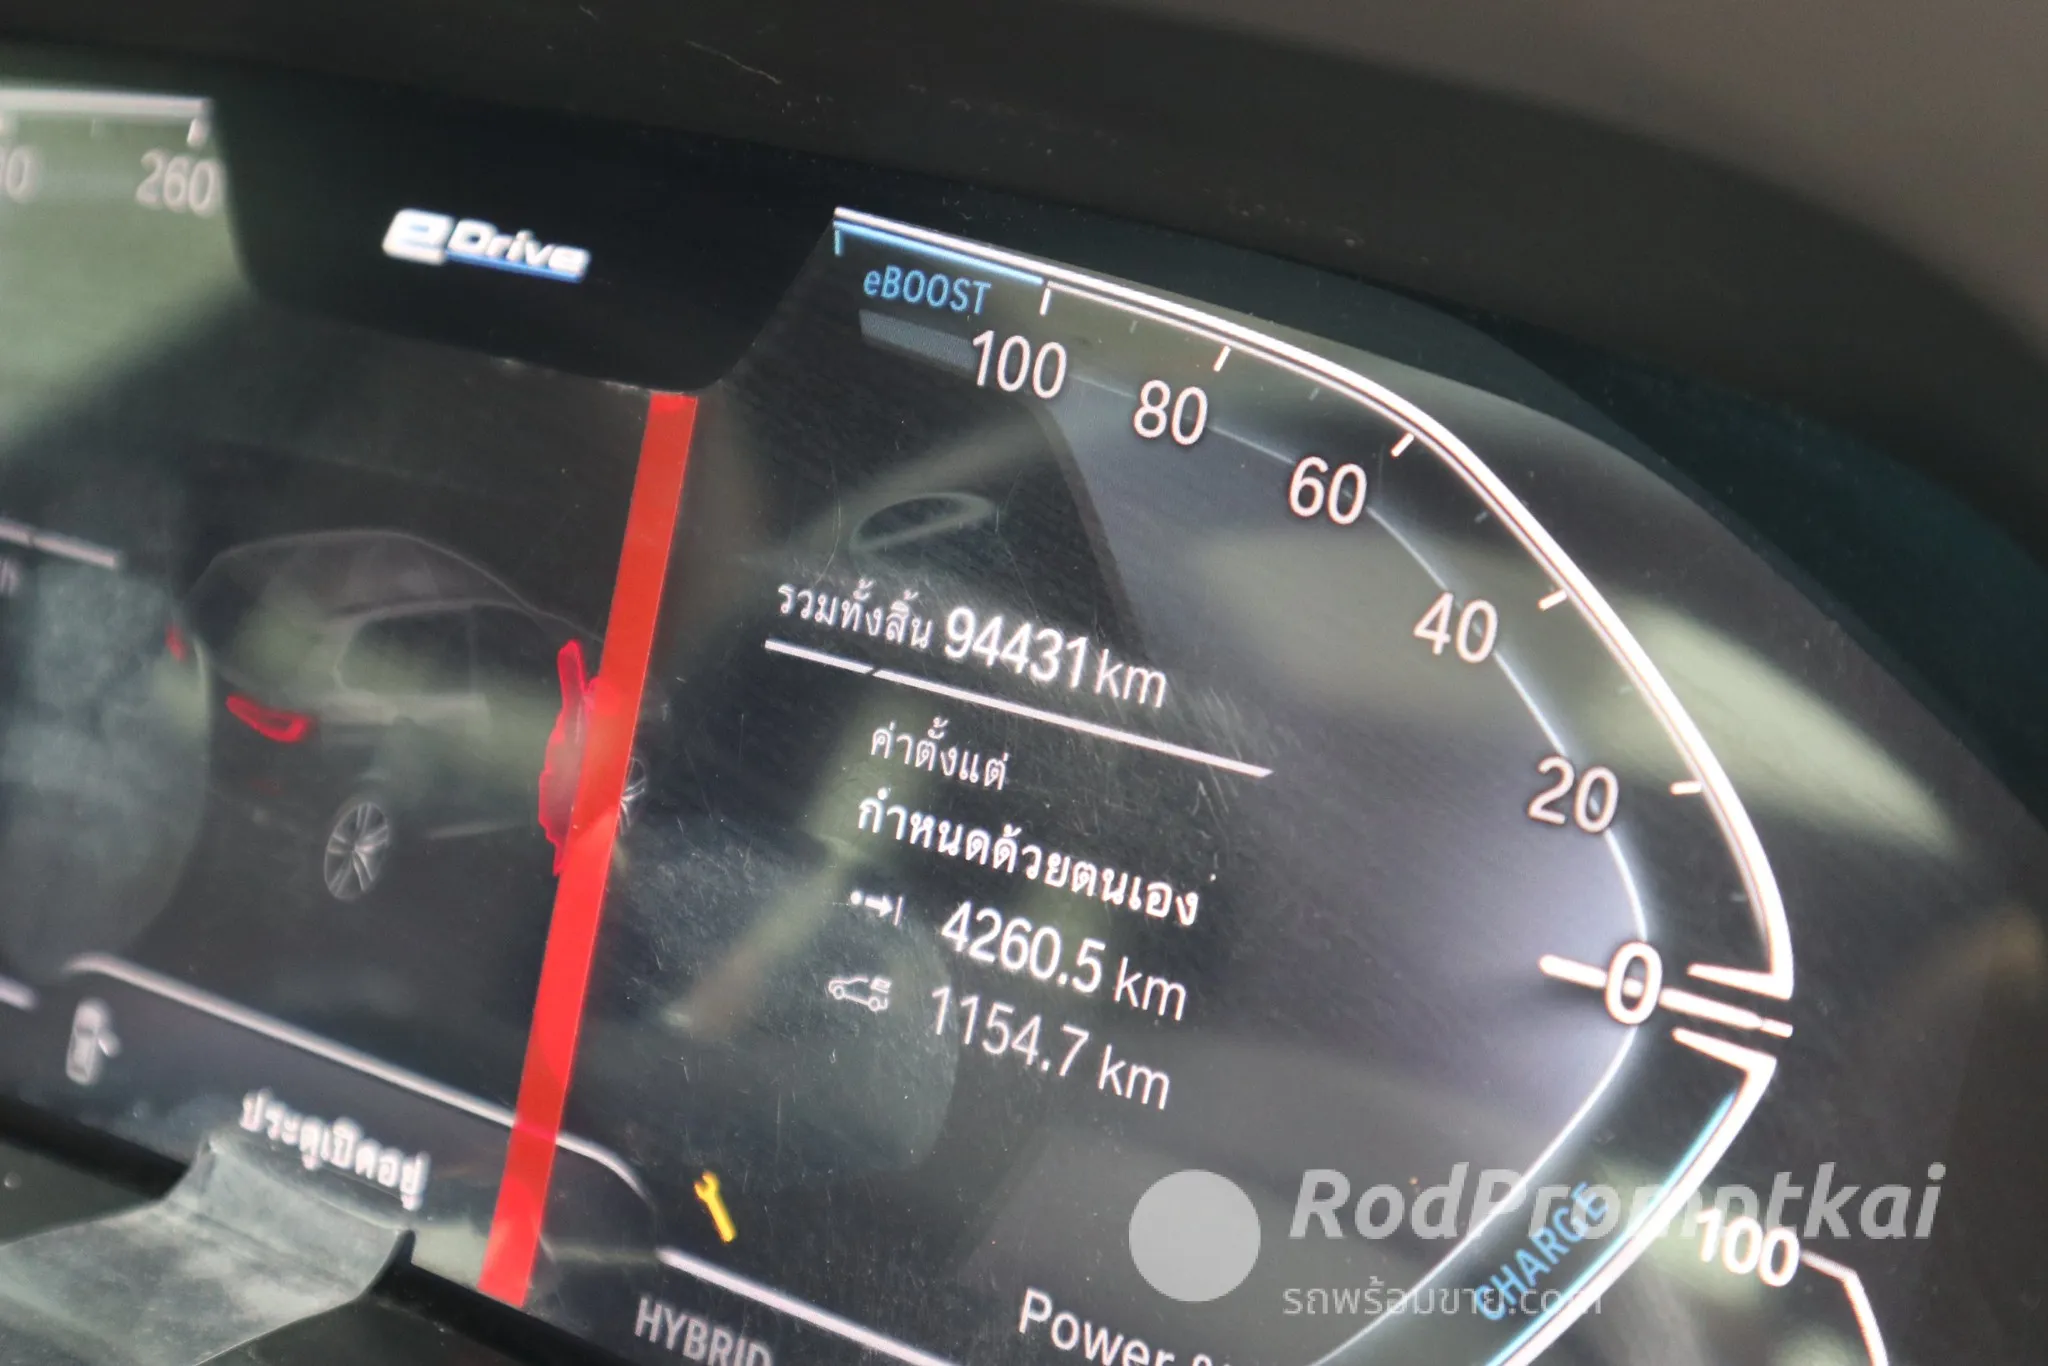 260
eDrive
eBOOST
100
80
60
40
20
0
รวมทั้งสิ้น 94431 km
ค่าตั้งแต่
กำหนดด้วยตนเอง
4260.5 km
1154.7 km
ประตูเปิดอยู่
HYBRID
Power %
CHARGE
100
RodPromptkai
รถพร้อมขาย.com